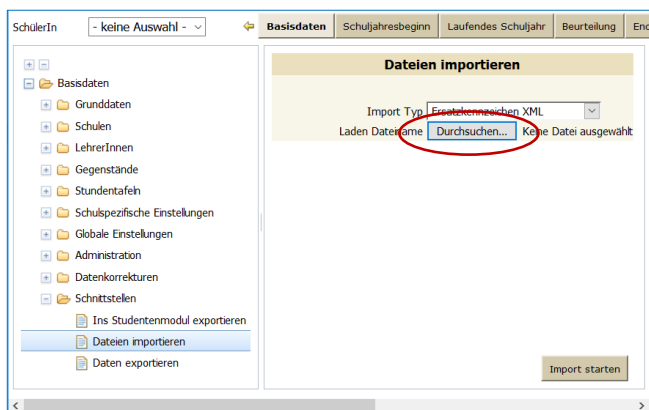 SchülerIn - keine Auswahl - Basisdaten Schuljahresbeginn Laufendes Schuljahr Beurteilung End
Dateien importieren
Basisdaten
Grunddaten
Import Typ Ersatzkennzeichen XML
Schulen
Laden Dateiname Durchsuchen... Keine Datei ausgewählt
LehrerInnen
Gegenstände
Stundentafeln
Schulspezifische Einstellungen
Globale Einstellungen
Administration
Datenkorrekturen
Schnittstellen
Ins Studentenmodul exportieren
Dateien importieren
Daten exportieren
Import starten